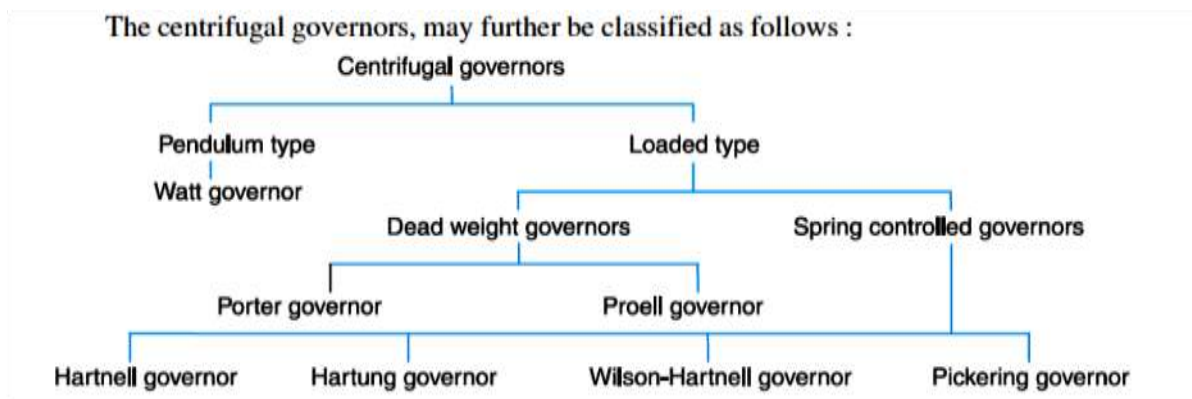 The centrifugal governors, may further be classified as follows :
Centrifugal governors
Pendulum type
Loaded type
Watt governor
Dead weight governors
Spring controlled governors
Porter governor
Proell governor
Hartnell governor
Hartung governor
Wilson-Hartnell governor
Pickering governor